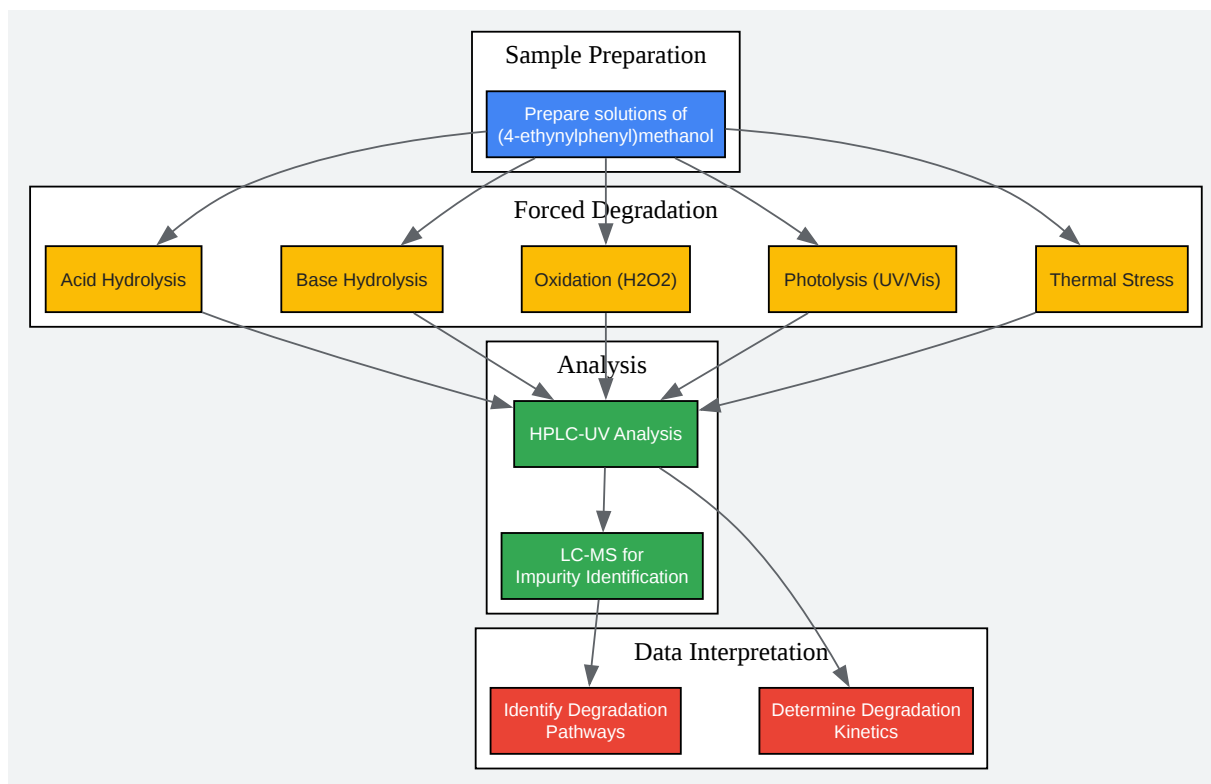 Sample Preparation
Prepare solutions of
(4-ethynylphenyl)methanol
Forced Degradation
Acid Hydrolysis
Base Hydrolysis
Oxidation (H2O2)
Photolysis (UV/Vis)
Thermal Stress
Analysis
HPLC-UV Analysis
LC-MS for
Impurity Identification
Data Interpretation
Identify Degradation
Pathways
Determine Degradation
Kinetics